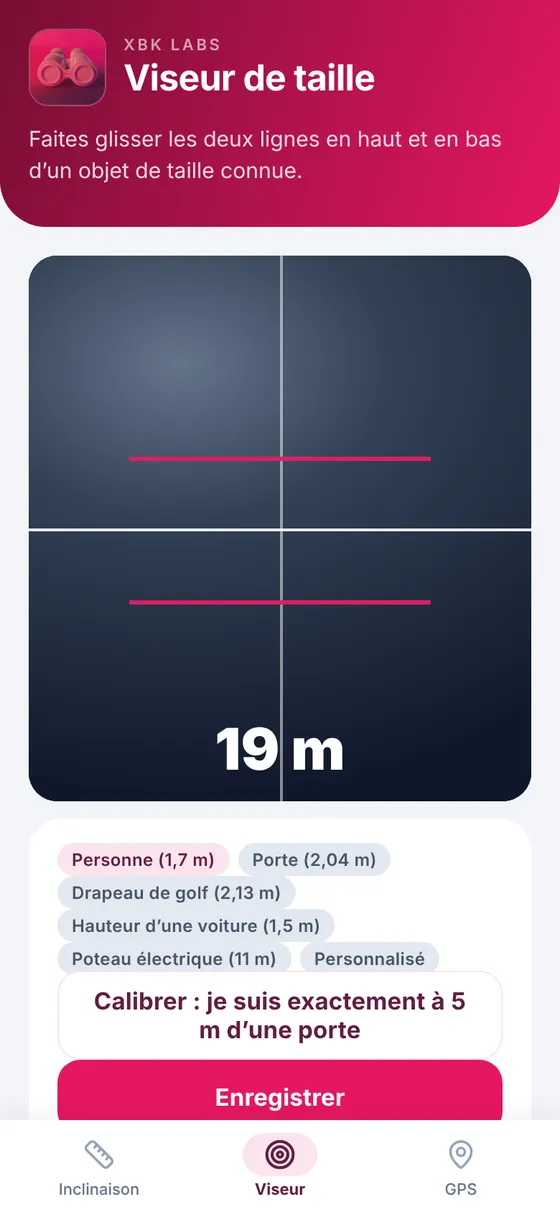 XBK LABS
Viseur de taille
Faites glisser les deux lignes en haut et en bas
d’un objet de taille connue.
19 m
Personne (1,7 m)
Porte (2,04 m)
Drapeau de golf (2,13 m)
Hauteur d’une voiture (1,5 m)
Poteau électrique (11 m)
Personnalisé
Calibrer : je suis exactement à 5
m d’une porte
Enregistrer
Inclinaison
Viseur
GPS